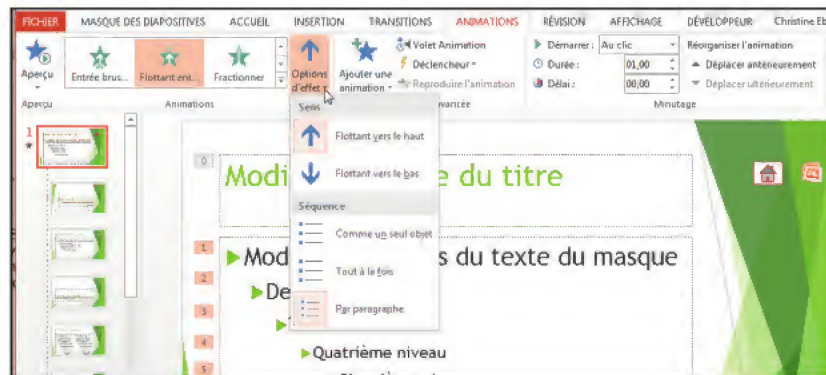 FICHIER MASQUE DES DIAPOSITIVES ACCUEIL INSERTION TRANSITIONS ANIMATIONS RÉVISION AFFICHAGE DÉVELOPPEUR Christine Eb
Volet Animation Démarrer : Au clic Réorganiser l'animation
Aperçu Entrée brus... Flottant ent... Fractionner Options d'effet Ajouter une animation Déclencheur Durée : 01,00 Déplacer antérieurement
Reproduire l'animation Délai : 00,00 Déplacer ultérieurement
Aperçu Animations vancée Minutage
Sens
Flottant vers le haut
Flottant vers le bas
Séquence
Comme un seul objet
Tout à la fois
Par paragraphe
1
0
Modi e du titre
1
Mod s du texte du masque
2
De
3
4
Quatrième niveau
5